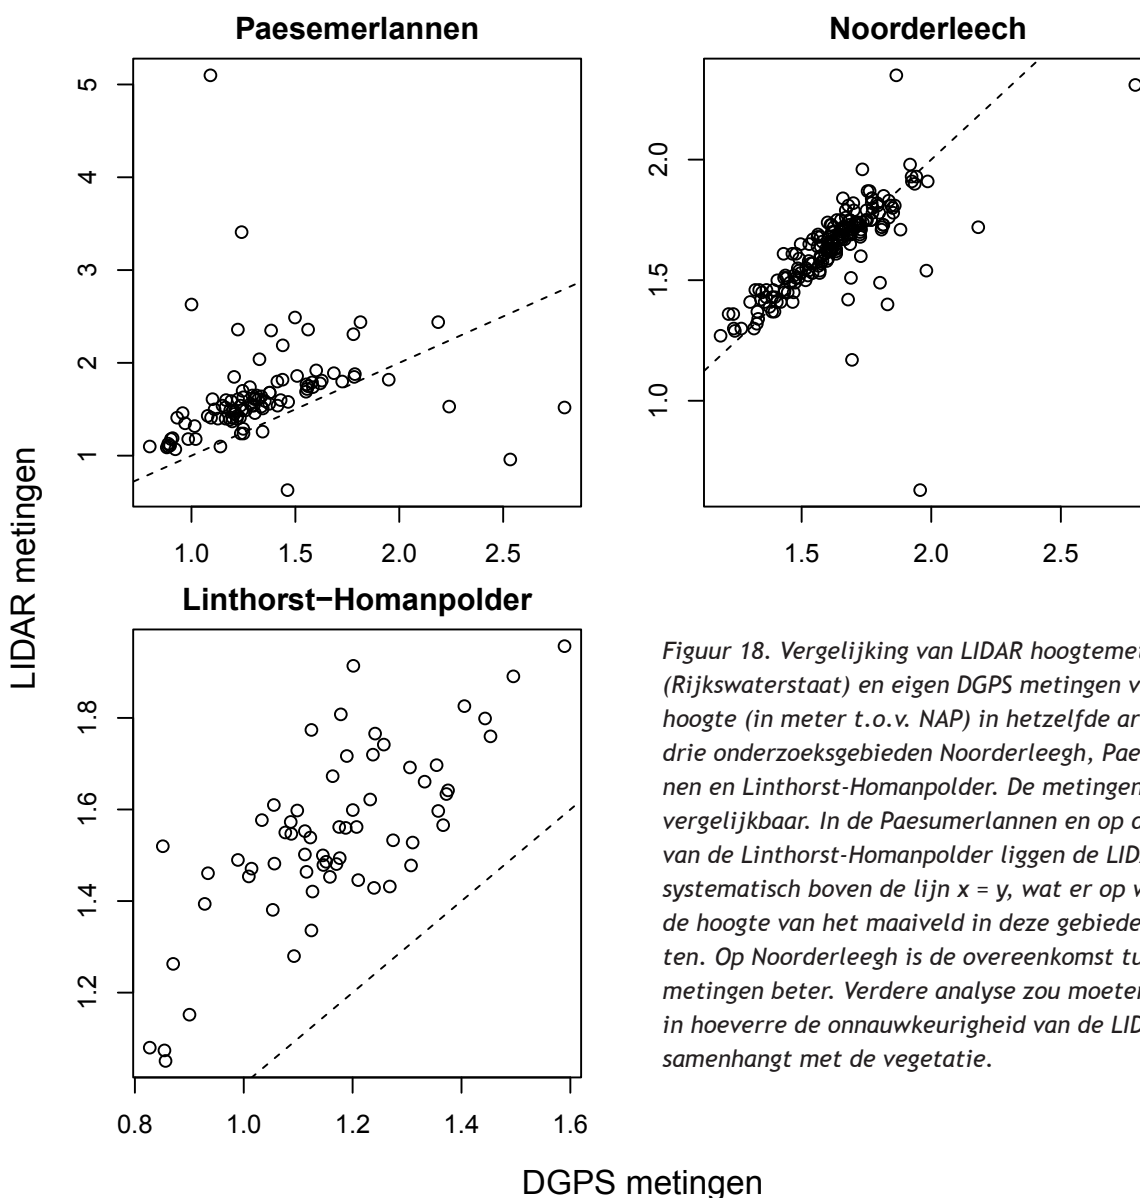 Paesemerlannen
Noorderleech
5
4
3
2
1
1.0 1.5 2.0 2.5
2.0
1.5
1.0
1.5 2.0 2.5
LIDAR metingen
Linthorst−Homanpolder
1.8
1.6
1.4
1.2
0.8 1.0 1.2 1.4 1.6
DGPS metingen
Figuur 18. Vergelijking van LIDAR hoogtemet
(Rijkswaterstaat) en eigen DGPS metingen v
hoogte (in meter t.o.v. NAP) in hetzelfde ar
drie onderzoeksgebieden Noorderleegh, Pae
nen en Linthorst-Homanpolder. De metingen
vergelijkbaar. In de Paesumerlannen en op d
van de Linthorst-Homanpolder liggen de LIDA
systematisch boven de lijn x = y, wat er op w
de hoogte van het maaiveld in deze gebiede
ten. Op Noorderleegh is de overeenkomst tu
metingen beter. Verdere analyse zou moeten
in hoeverre de onnauwkeurigheid van de LID
samenhangt met de vegetatie.